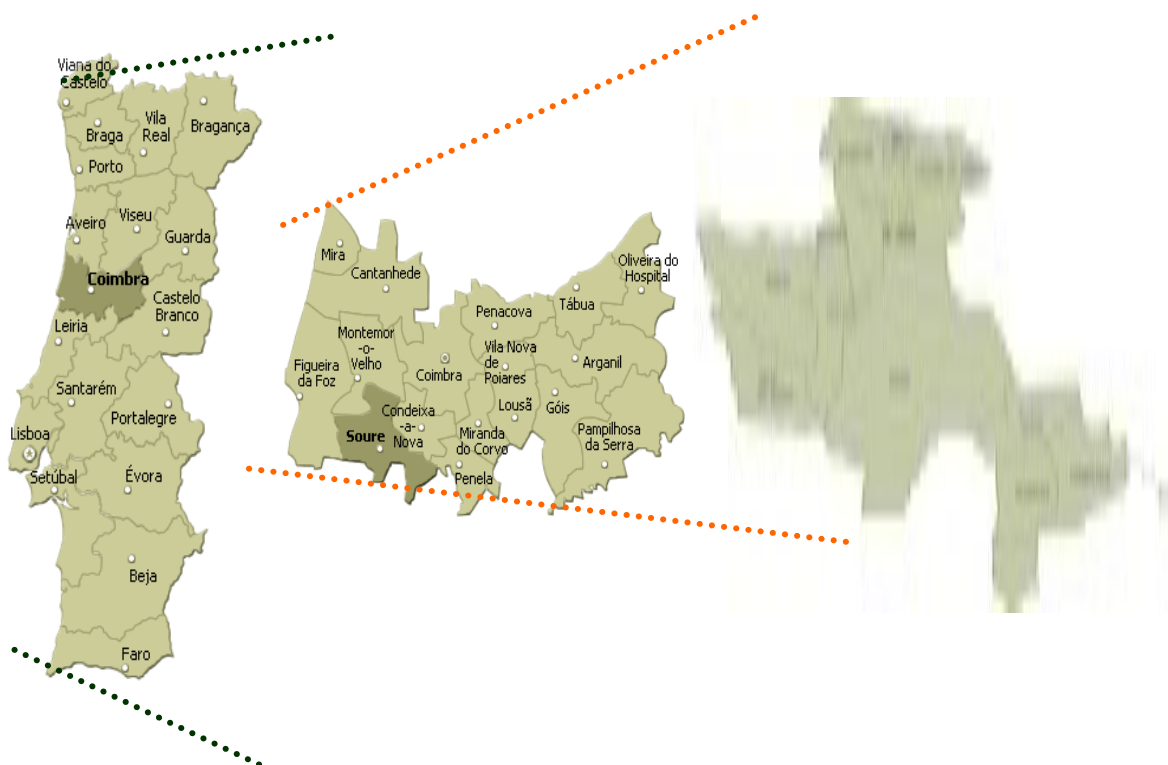 Viana do
Castelo
Braga
Vila
Real
Bragança
Porto
Aveiro
Viseu
Guarda
Coimbra
Castelo
Branco
Leiria
Santarém
Portalegre
Lisboa
Setúbal
Évora
Beja
Faro
Mira
Cantanhede
Oliveira do
Hospital
Tábua
Penacova
Montemor
-o-
Velho
Figueira
da Foz
Coimbra
Vila Nova
de
Poiares
Arganil
Lousã
Góis
Condeixa
-a-
Nova
Soure
Miranda
do Corvo
Pampilhosa
da Serra
Penela